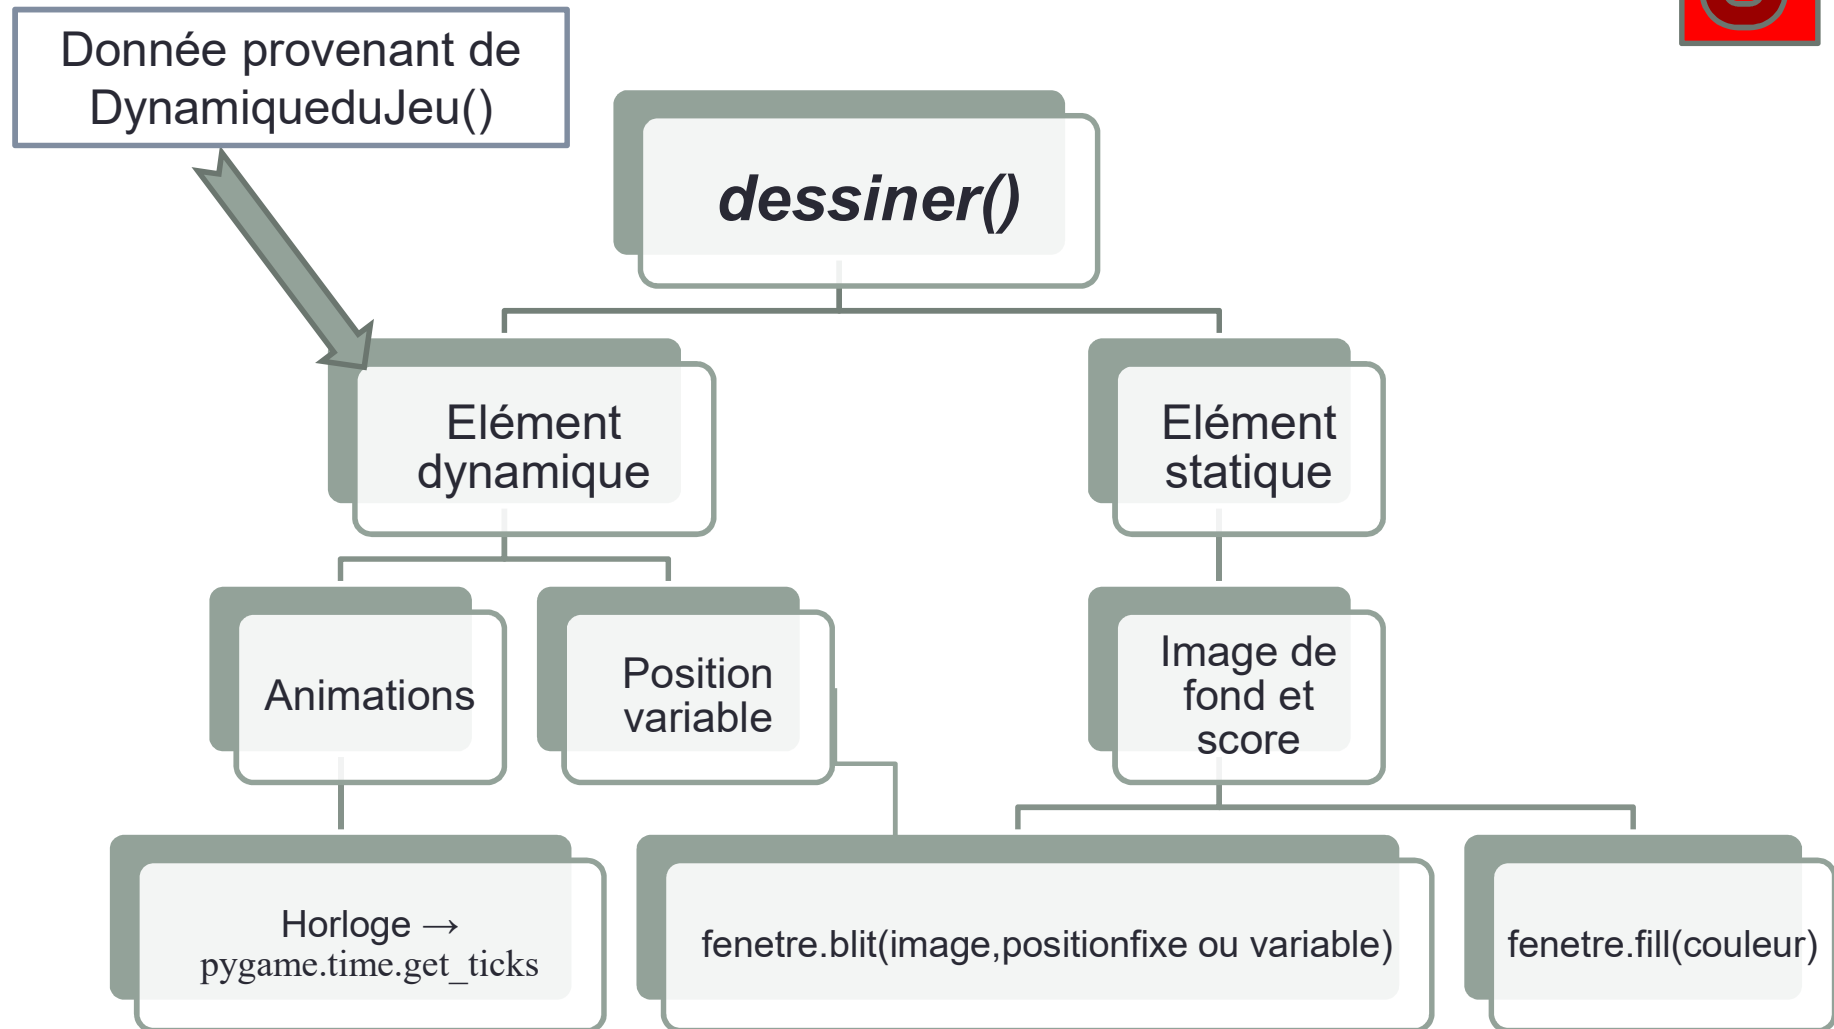 Donnée provenant de
DynamiqueduJeu()
dessiner()
Elément
dynamique
Elément
statique
Animations
Position
variable
Image de
fond et
score
Horloge →
pygame.time.get_ticks
fenetre.blit(image,positionfixe ou variable)
fenetre.fill(couleur)